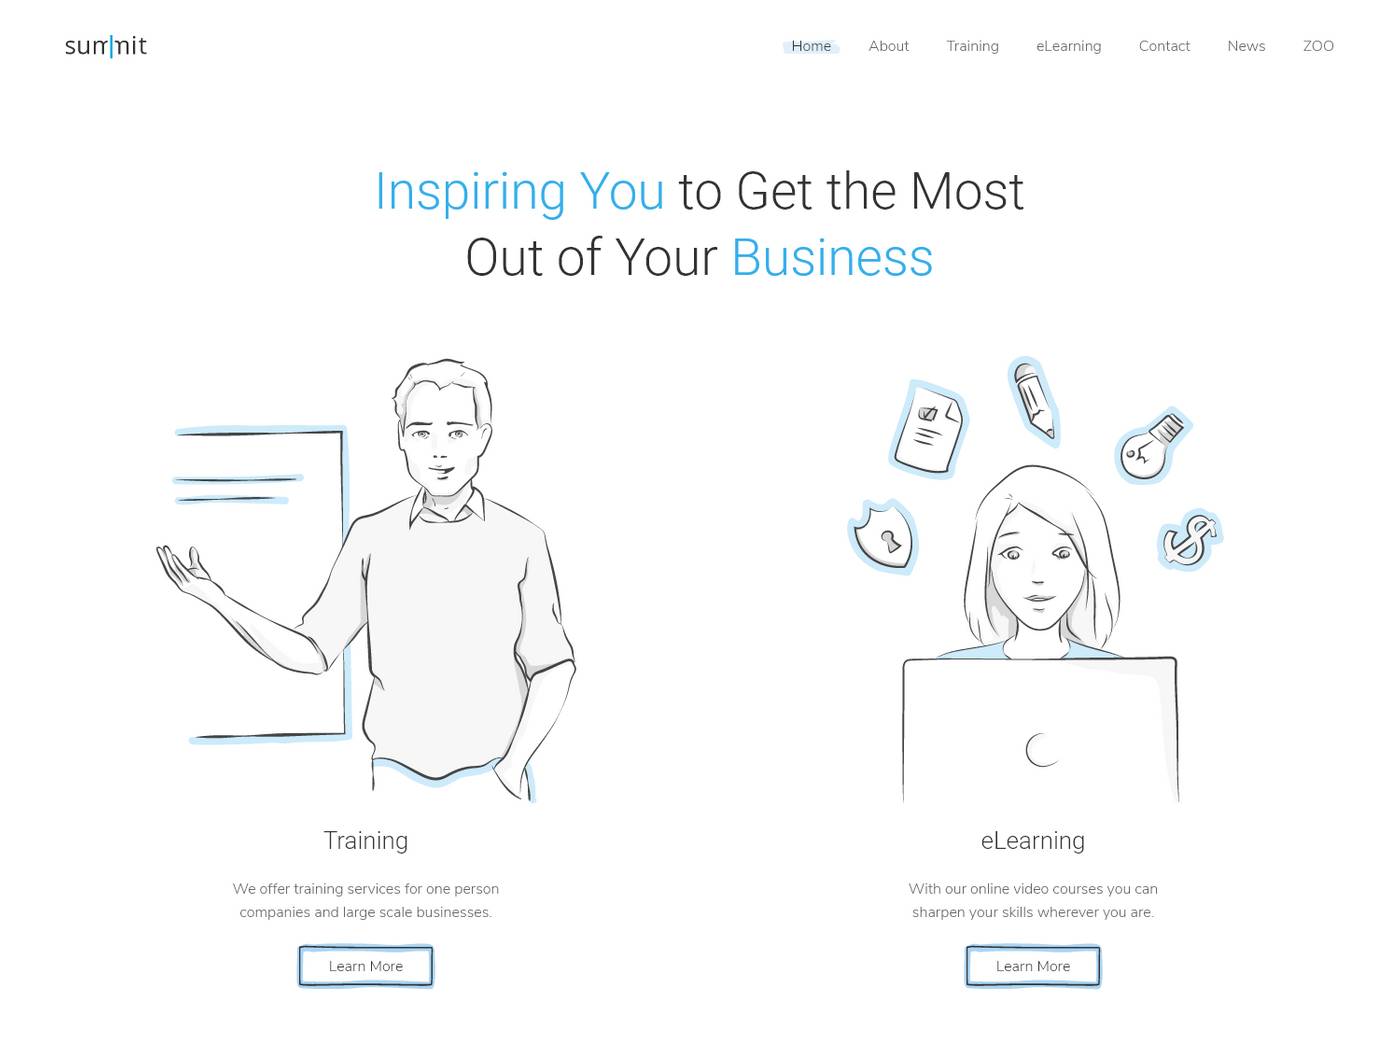 summit
Home About Training eLearning Contact News ZOO
Inspiring You to Get the Most
Out of Your Business
Training
We offer training services for one person
companies and large scale businesses.
Learn More
eLearning
With our online video courses you can
sharpen your skills wherever you are.
Learn More